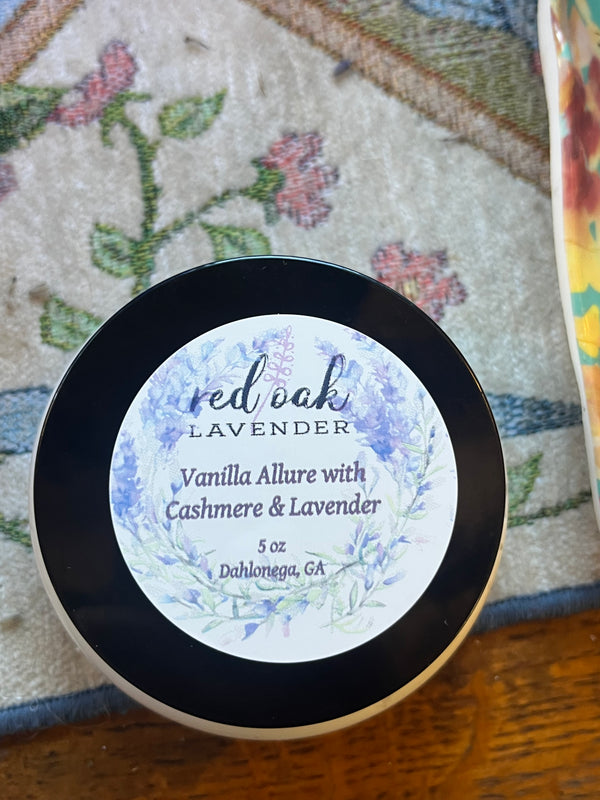 red oak
LAVENDER
Vanilla Allure with
Cashmere & Lavender
5 oz
Dahlonega, GA